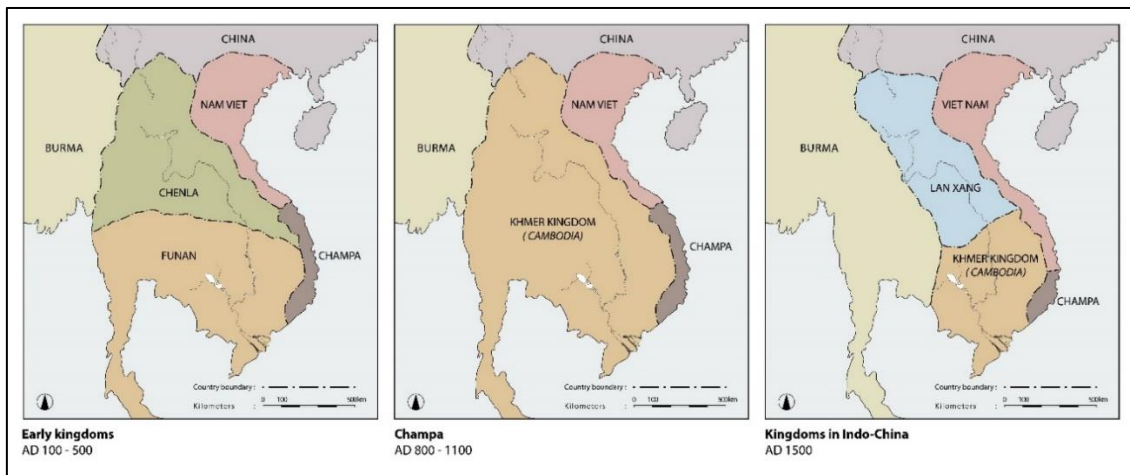 CHINA
NAM VIET
BURMA
CHENLA
FUNAN
CHAMPA
Country boundary :
Kilometers : 0 100 500km
Early kingdoms
AD 100 - 500
CHINA
NAM VIET
BURMA
KHMER KINGDOM
(CAMBODIA)
CHAMPA
Country boundary :
Kilometers : 0 100 500km
Champa
AD 800 - 1100
CHINA
VIET NAM
BURMA
LAN XANG
KHMER KINGDOM
(CAMBODIA)
CHAMPA
Country boundary :
Kilometers : 0 100 500km
Kingdoms in Indo-China
AD 1500